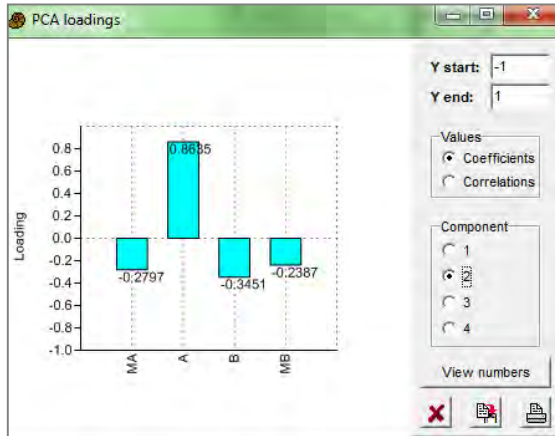 PCA loadings
Y start: -1
Y end: 1
Values
Coefficients
Correlations
Component
1
2
3
4
View numbers
Loading
0.8
0.6
0.4
0.2
0.0
-0.2
-0.4
-0.6
-0.8
-1.0
0.8635
-0.2797
-0.3451
-0.2387
MA
A
B
MB